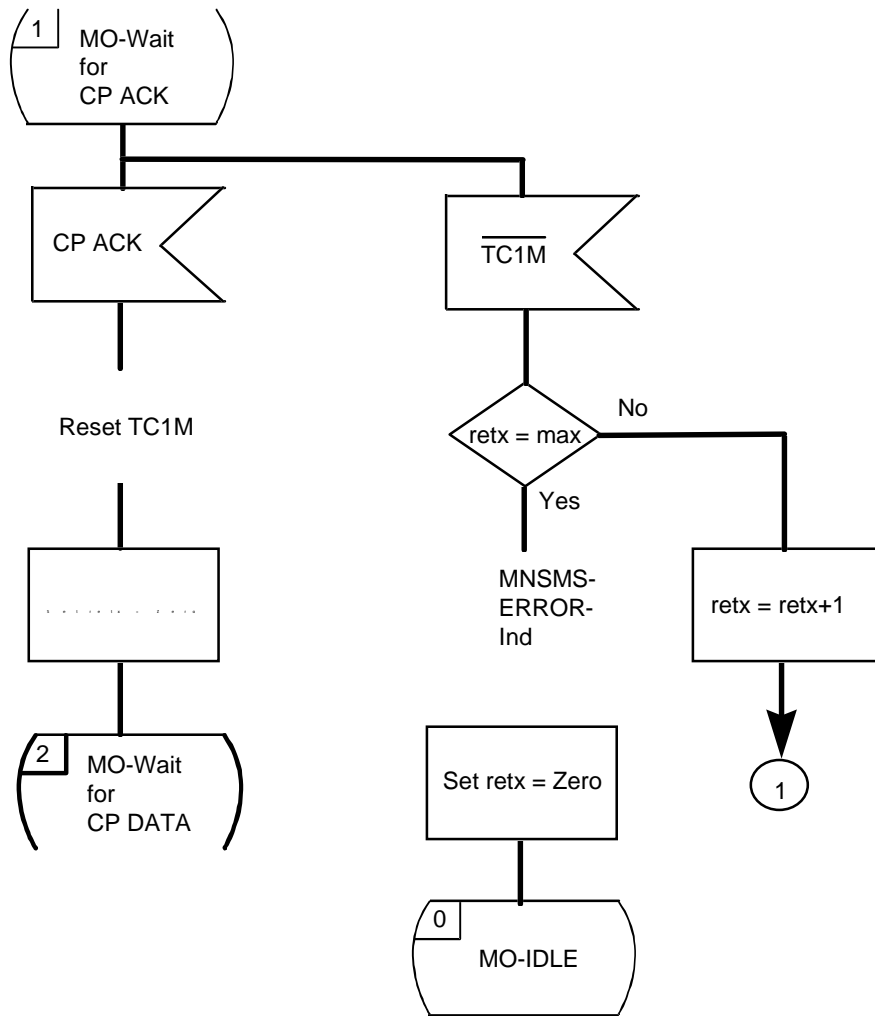 1
MO-Wait
for
CP ACK
CP ACK
TC1M
Reset TC1M
retx = max
No
Yes
MNSMS-
ERROR-
Ind
retx = retx+1
2
MO-Wait
for
CP DATA
Set retx = Zero
1
0
MO-IDLE